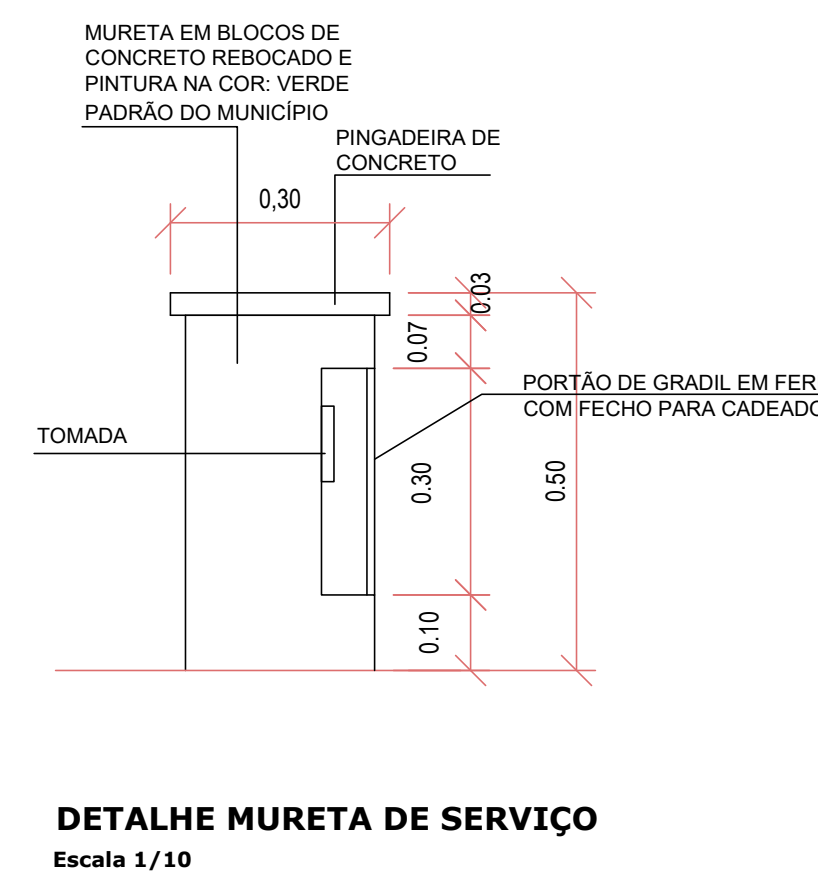 MURETA EM BLOCOS DE
CONCRETO REBOCADO E
PINTURA NA COR: VERDE
PADRÃO DO MUNICÍPIO
PINGADEIRA DE
CONCRETO
0,30
0.03
0.07
PORTÃO DE GRADIL EM FER
COM FECHO PARA CADEADO
TOMADA
0.30
0.50
0.10
DETALHE MURETA DE SERVIÇO
Escala 1/10